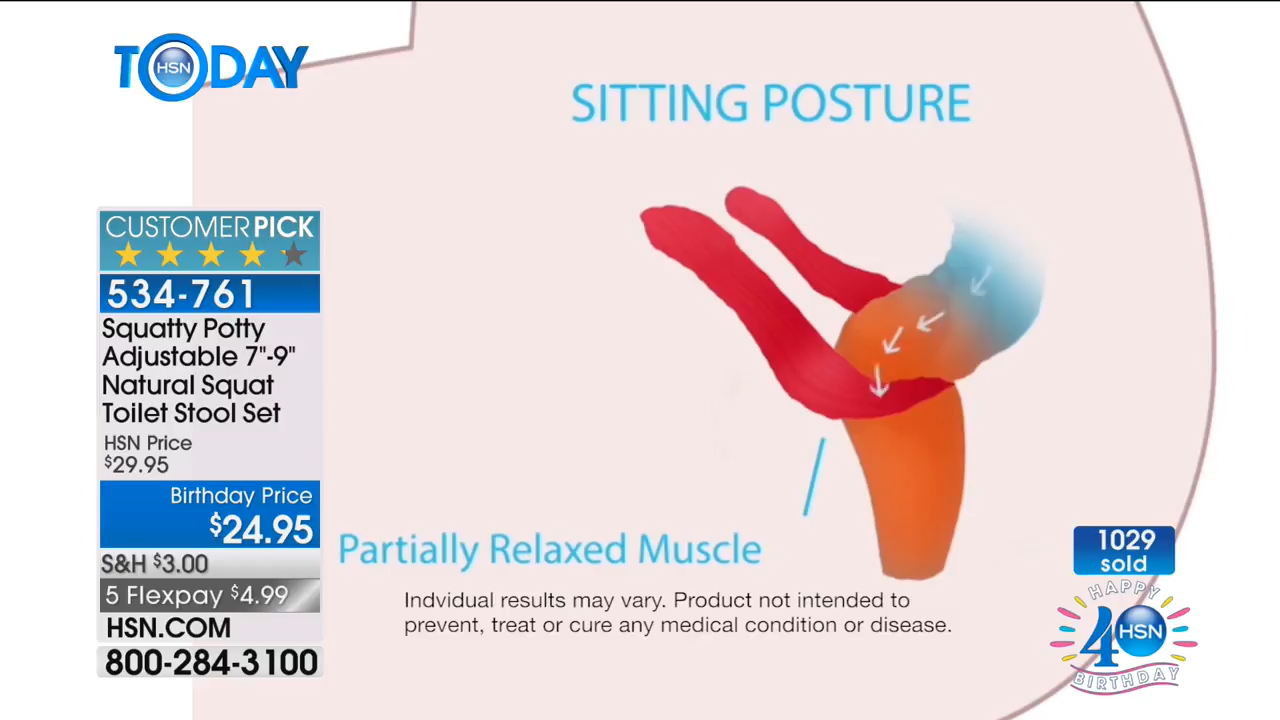 TODAY
HSN
SITTING POSTURE
CUSTOMERPICK
534-761
Squatty Potty
Adjustable 7"-9"
Natural Squat
Toilet Stool Set
HSN Price
$29.95
Birthday Price
$24.95
S&H $3.00
5 Flexpay $4.99
HSN.COM
800-284-3100
Partially Relaxed Muscle
Indvidual results may vary. Product not intended to
prevent, treat or cure any medical condition or disease.
1029
sold
HAPPY
40
HSN
BIRTHDAY